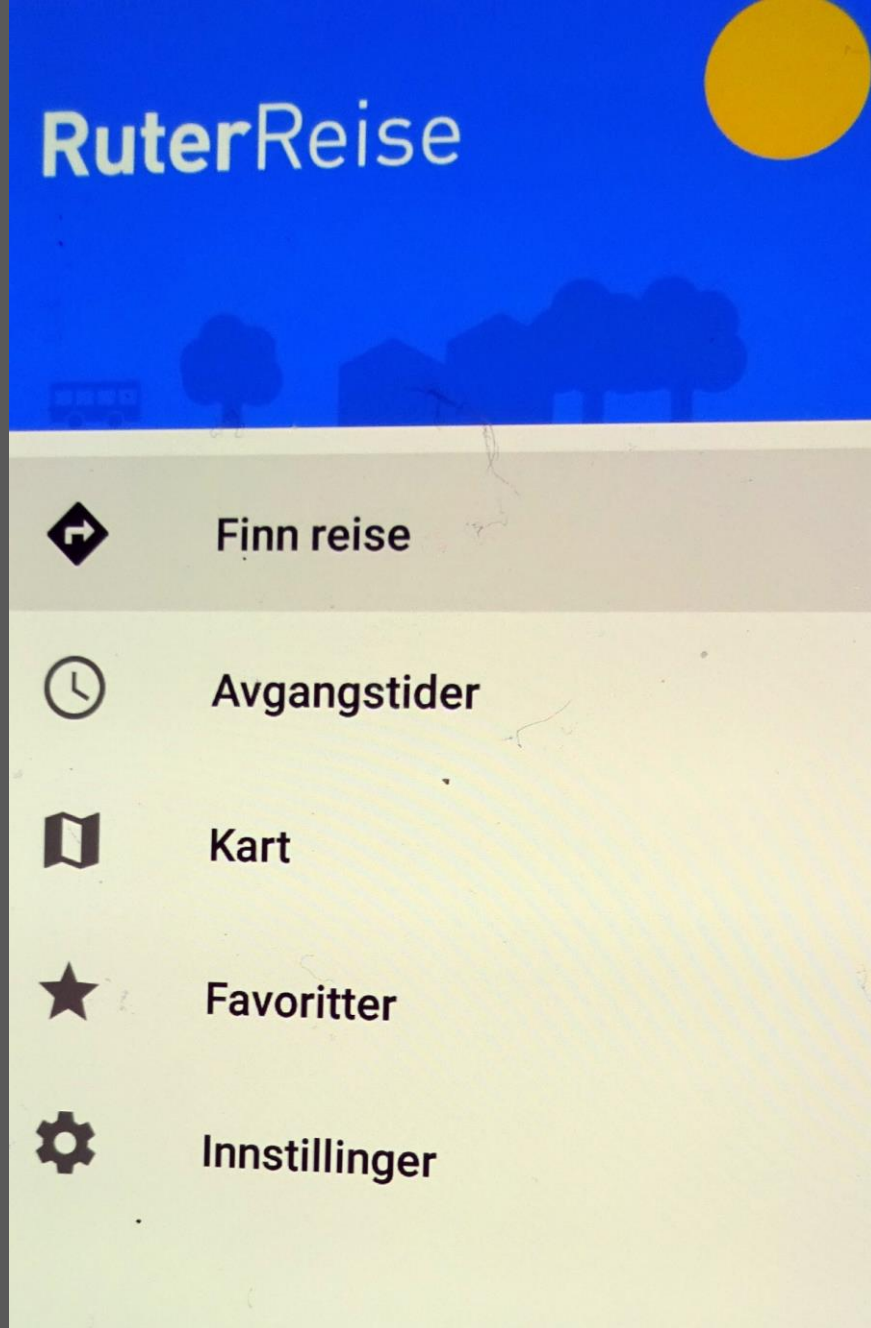 RuterReise
Finn reise
Avgangstider
Kart
Favoritter
Innstillinger